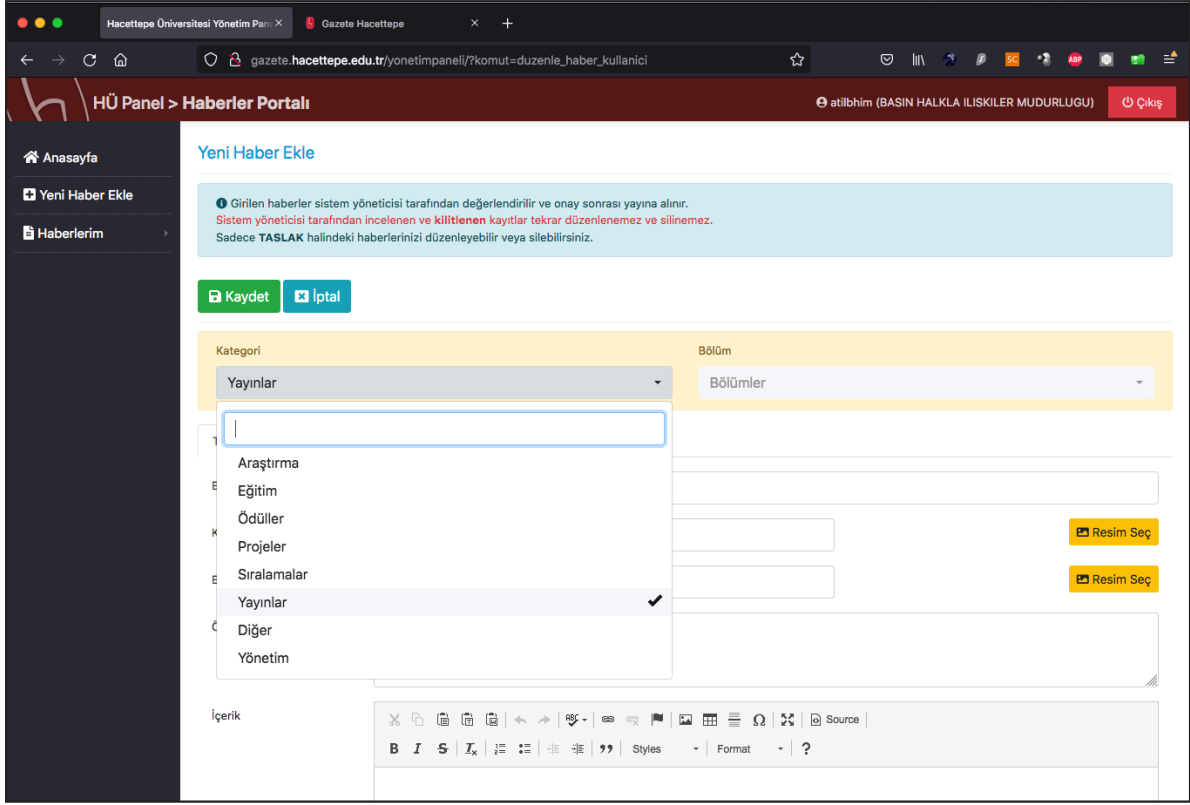 Hacettepe Üniversitesi Yönetim Pan
Gazete Hacettepe
gazete.hacettepe.edu.tr/yonetimpaneli/?komut=duzenle_haber_kullanici
SC
ABP
HÜ Panel > Haberler Portalı
atilbhim (BASIN HALKLA ILISKILER MUDURLUGU)
Çıkış
Anasayfa
Yeni Haber Ekle
Haberlerim
Yeni Haber Ekle
Girilen haberler sistem yöneticisi tarafından değerlendirilir ve onay sonrası yayına alınır.
Sistem yöneticisi tarafından incelenen ve kilitlenen kayıtlar tekrar düzenlenemez ve silinemez.
Sadece TASLAK halindeki haberlerinizi düzenleyebilir veya silebilirsiniz.
Kaydet
İptal
Kategori
Bölüm
Yayınlar
Bölümler
Araştırma
Eğitim
Ödüller
Projeler
Sıralamalar
Yayınlar
Diğer
Yönetim
Resim Seç
Resim Seç
İçerik
ABC
Source
B I S Ix
Styles
Format
?